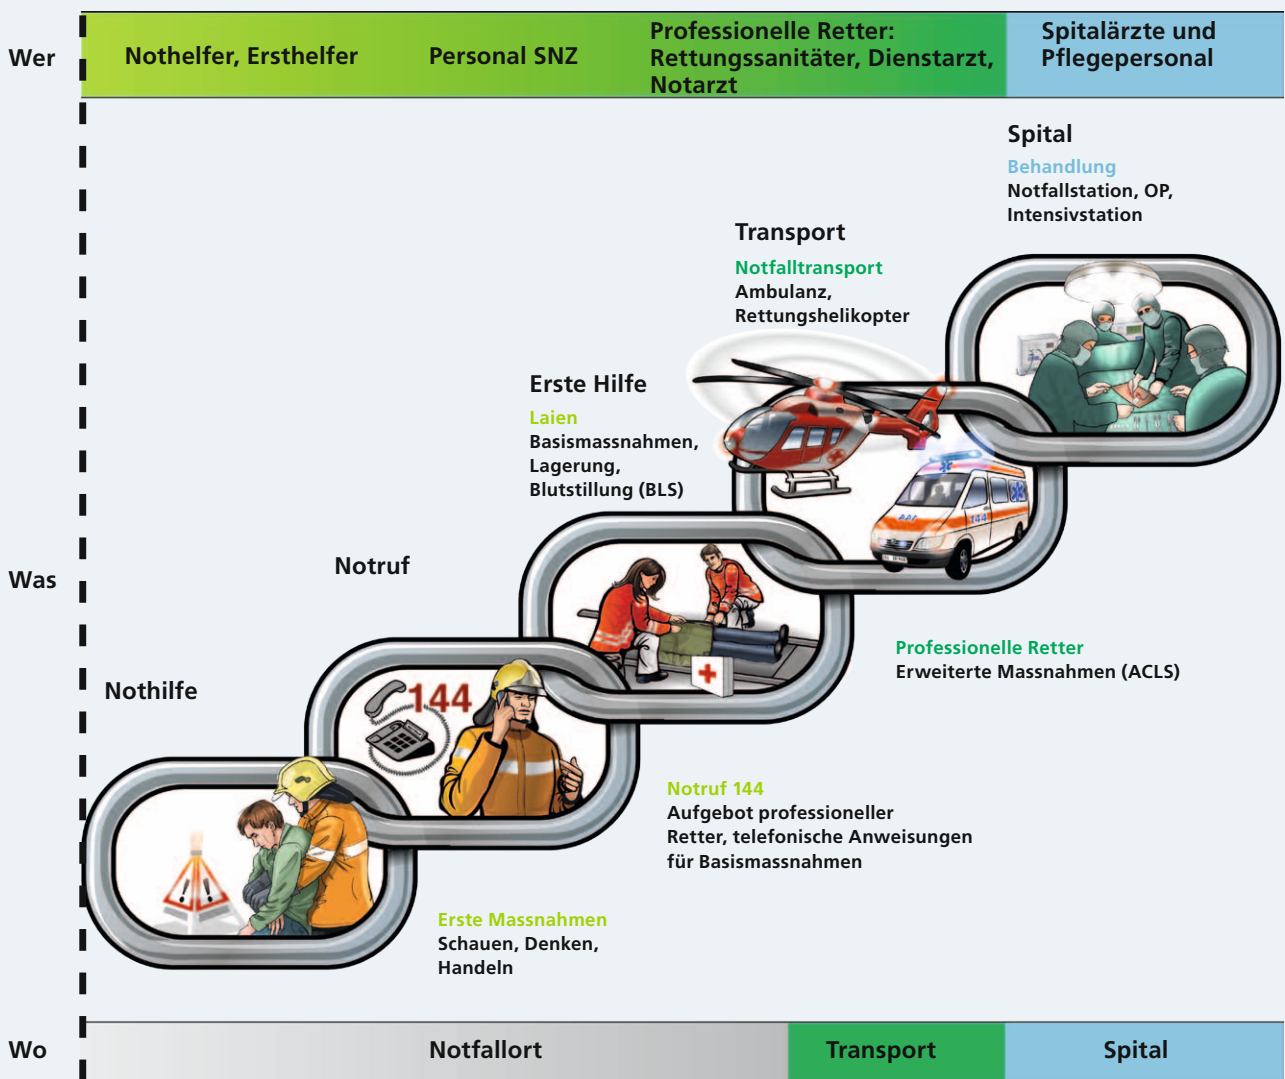 Wer
Nothelfer, Ersthelfer
Personal SNZ
Professionelle Retter:
Rettungssanitäter, Dienstarzt,
Notarzt
Spitalärzte und
Pflegepersonal
Spital
Behandlung
Notfallstation, OP,
Intensivstation
Transport
Notfalltransport
Ambulanz,
Rettungshelikopter
Erste Hilfe
Laien
Basismassnahmen,
Lagerung,
Blutstillung (BLS)
144
Was
Notruf
Professionelle Retter
Erweiterte Massnahmen (ACLS)
Nothilfe
144
Notruf 144
Aufgebot professioneller
Retter, telefonische Anweisungen
für Basismassnahmen
Erste Massnahmen
Schauen, Denken,
Handeln
Wo
Notfallort
Transport
Spital